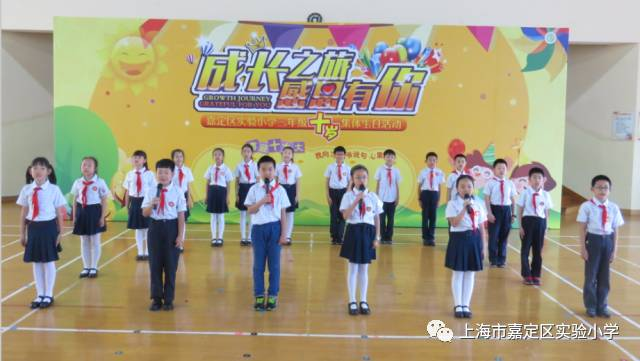 成长之旅
GROWTH JOURNEY
感恩有你
GRATEFUL FOR YOU
嘉定区实验小学三年级十岁集体生日活动
上海市嘉定区实验小学